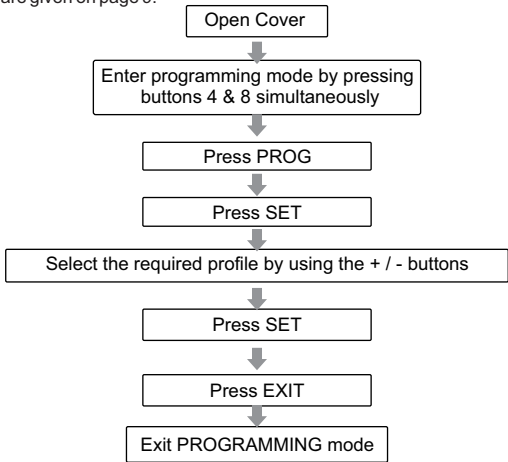 are given on page 9.
Open Cover
Enter programming mode by pressing
buttons 4 & 8 simultaneously
Press PROG
Press SET
Select the required profile by using the + / - buttons
Press SET
Press EXIT
Exit PROGRAMMING mode